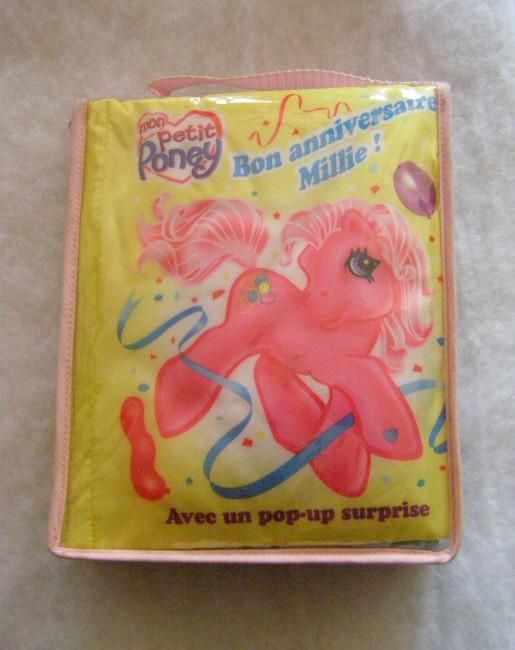 mon
petit
Poney
Bon anniversaire
Millie !
Avec un pop-up surprise